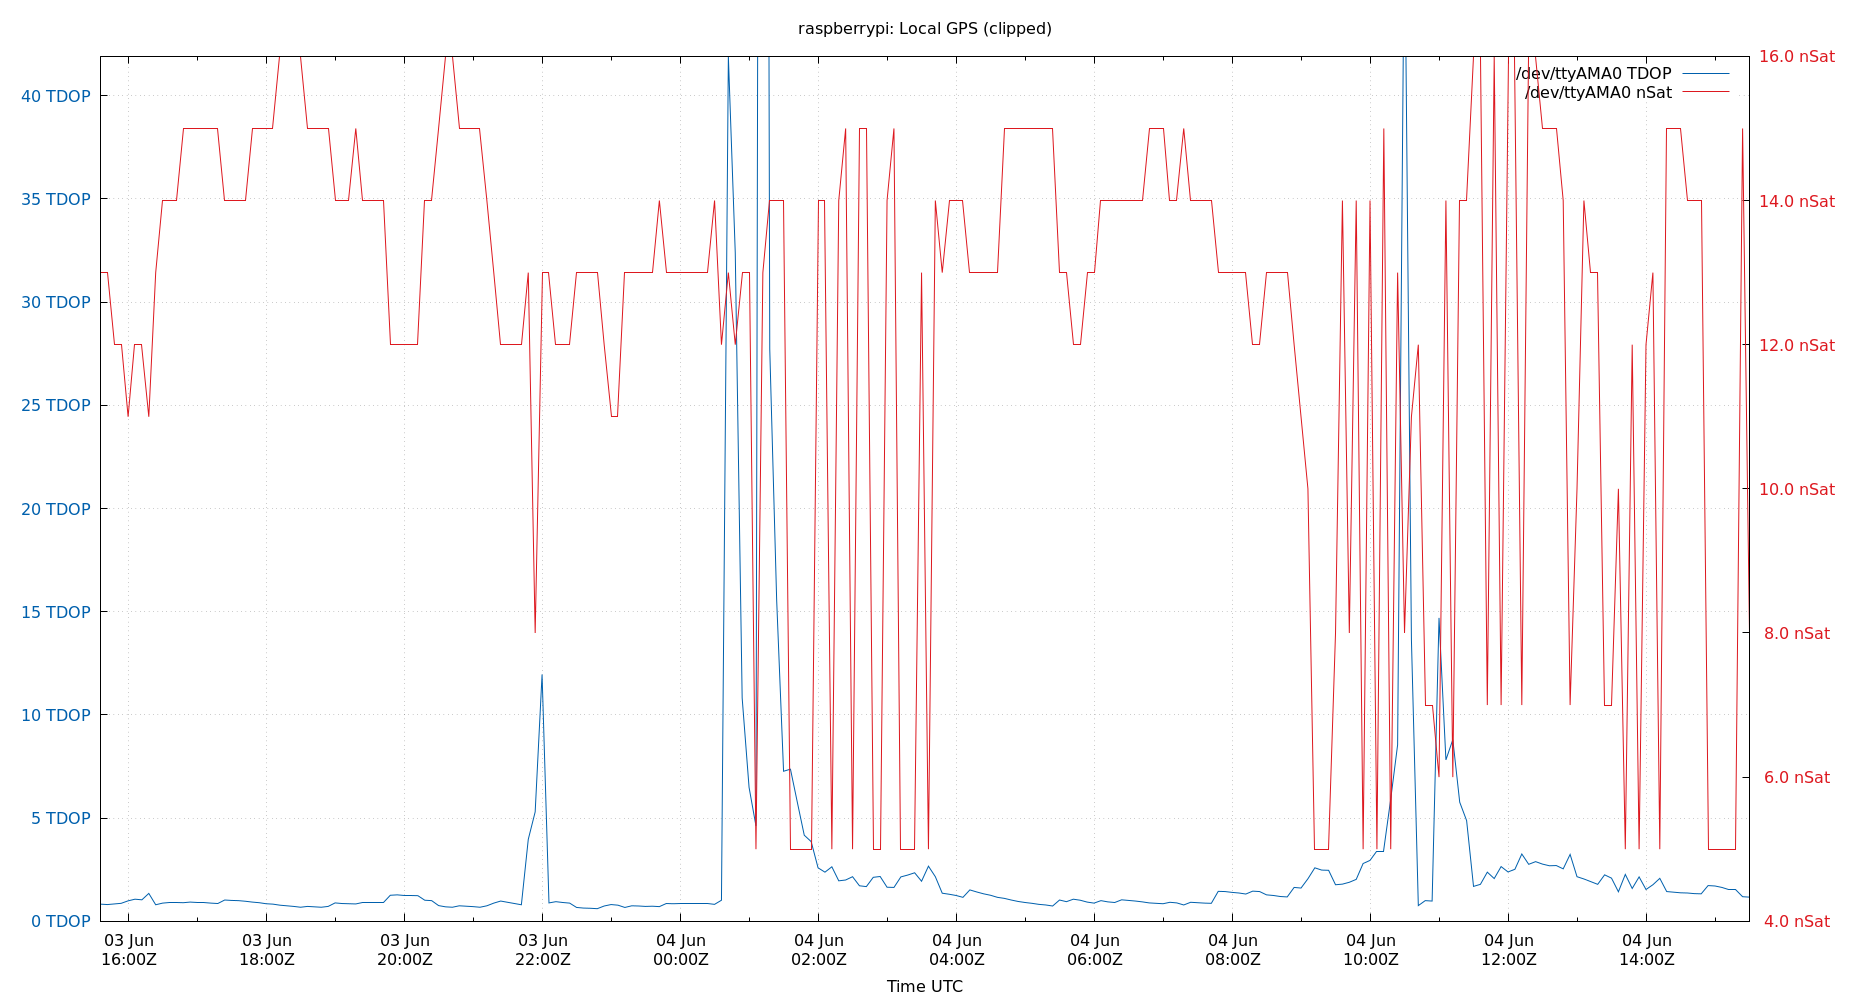 raspberrypi: Local GPS (clipped)
/dev/ttyAMA0 TDOP
/dev/ttyAMA0 nSat
40 TDOP
35 TDOP
30 TDOP
25 TDOP
20 TDOP
15 TDOP
10 TDOP
5 TDOP
0 TDOP
16.0 nSat
14.0 nSat
12.0 nSat
10.0 nSat
8.0 nSat
6.0 nSat
4.0 nSat
03 Jun 03 Jun 03 Jun 03 Jun 04 Jun 04 Jun 04 Jun 04 Jun 04 Jun 04 Jun 04 Jun 04 Jun
16:00Z 18:00Z 20:00Z 22:00Z 00:00Z 02:00Z 04:00Z 06:00Z 08:00Z 10:00Z 12:00Z 14:00Z
Time UTC